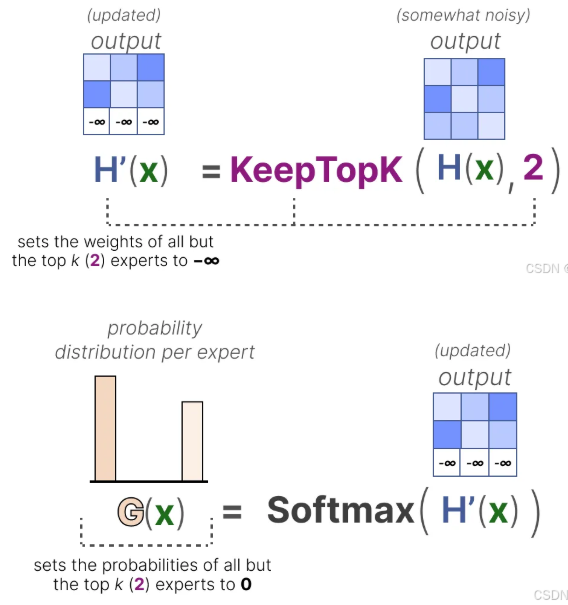 (updated)
output
(somewhat noisy)
output
-∞ -∞ -∞
H'(x) = KeepTopK ( H(x), 2 )
sets the weights of all but
the top k (2) experts to -∞
CSDN @
probability
distribution per expert
(updated)
output
-∞ -∞ -∞
G(x) = Softmax( H'(x) )
sets the probabilities of all but
the top k (2) experts to 0
CSDN